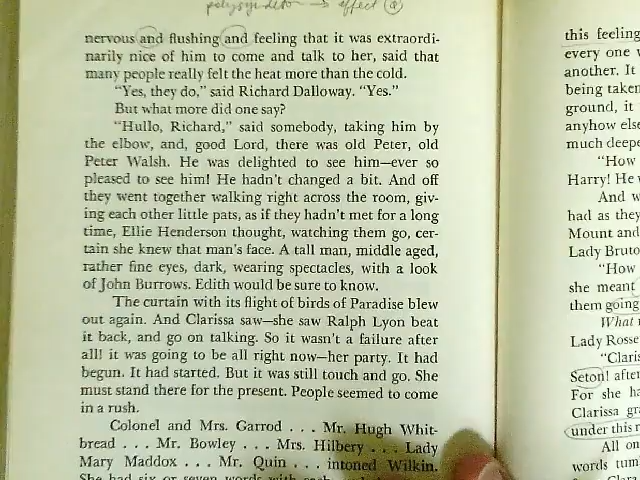 polysyndeton → effect
nervous and flushing and feeling that it was extraordi-
narily nice of him to come and talk to her, said that
many people really felt the heat more than the cold.
"Yes, they do," said Richard Dalloway. "Yes."
But what more did one say?
"Hullo, Richard," said somebody, taking him by
the elbow, and, good Lord, there was old Peter, old
Peter Walsh. He was delighted to see him—ever so
pleased to see him! He hadn't changed a bit. And off
they went together walking right across the room, giv-
ing each other little pats, as if they hadn't met for a long
time, Ellie Henderson thought, watching them go, cer-
tain she knew that man's face. A tall man, middle aged,
rather fine eyes, dark, wearing spectacles, with a look
of John Burrows. Edith would be sure to know.
The curtain with its flight of birds of Paradise blew
out again. And Clarissa saw—she saw Ralph Lyon beat
it back, and go on talking. So it wasn't a failure after
all! it was going to be all right now—her party. It had
begun. It had started. But it was still touch and go. She
must stand there for the present. People seemed to come
in a rush.
Colonel and Mrs. Garrod . . . Mr. Hugh Whit-
bread . . . Mr. Bowley . . . Mrs. Hilbery . . . Lady
Mary Maddox . . . Mr. Quin . . . intoned Wilkin.
She had six or seven words with each
this feeling
every one w
another. It
being taken
ground, it
anyhow else
much deepe
"How
Harry! He
And w
had as they
Mount and
Lady Bruto
"How
she meant
them going
What
Lady Rosse
"Claris
Seton! after
For she ha
Clarissa gr
under this r
All on
words tum